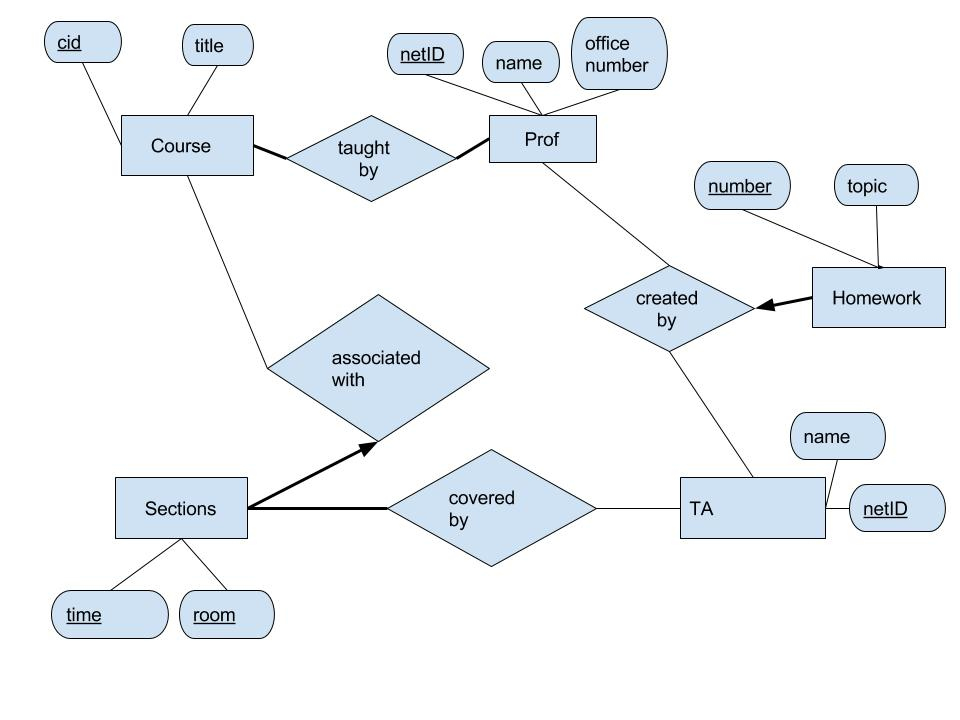 cid
title
netID
name
office
number
Course
taught
by
Prof
number
topic
created
by
Homework
associated
with
name
Sections
covered
by
TA
netID
time
room